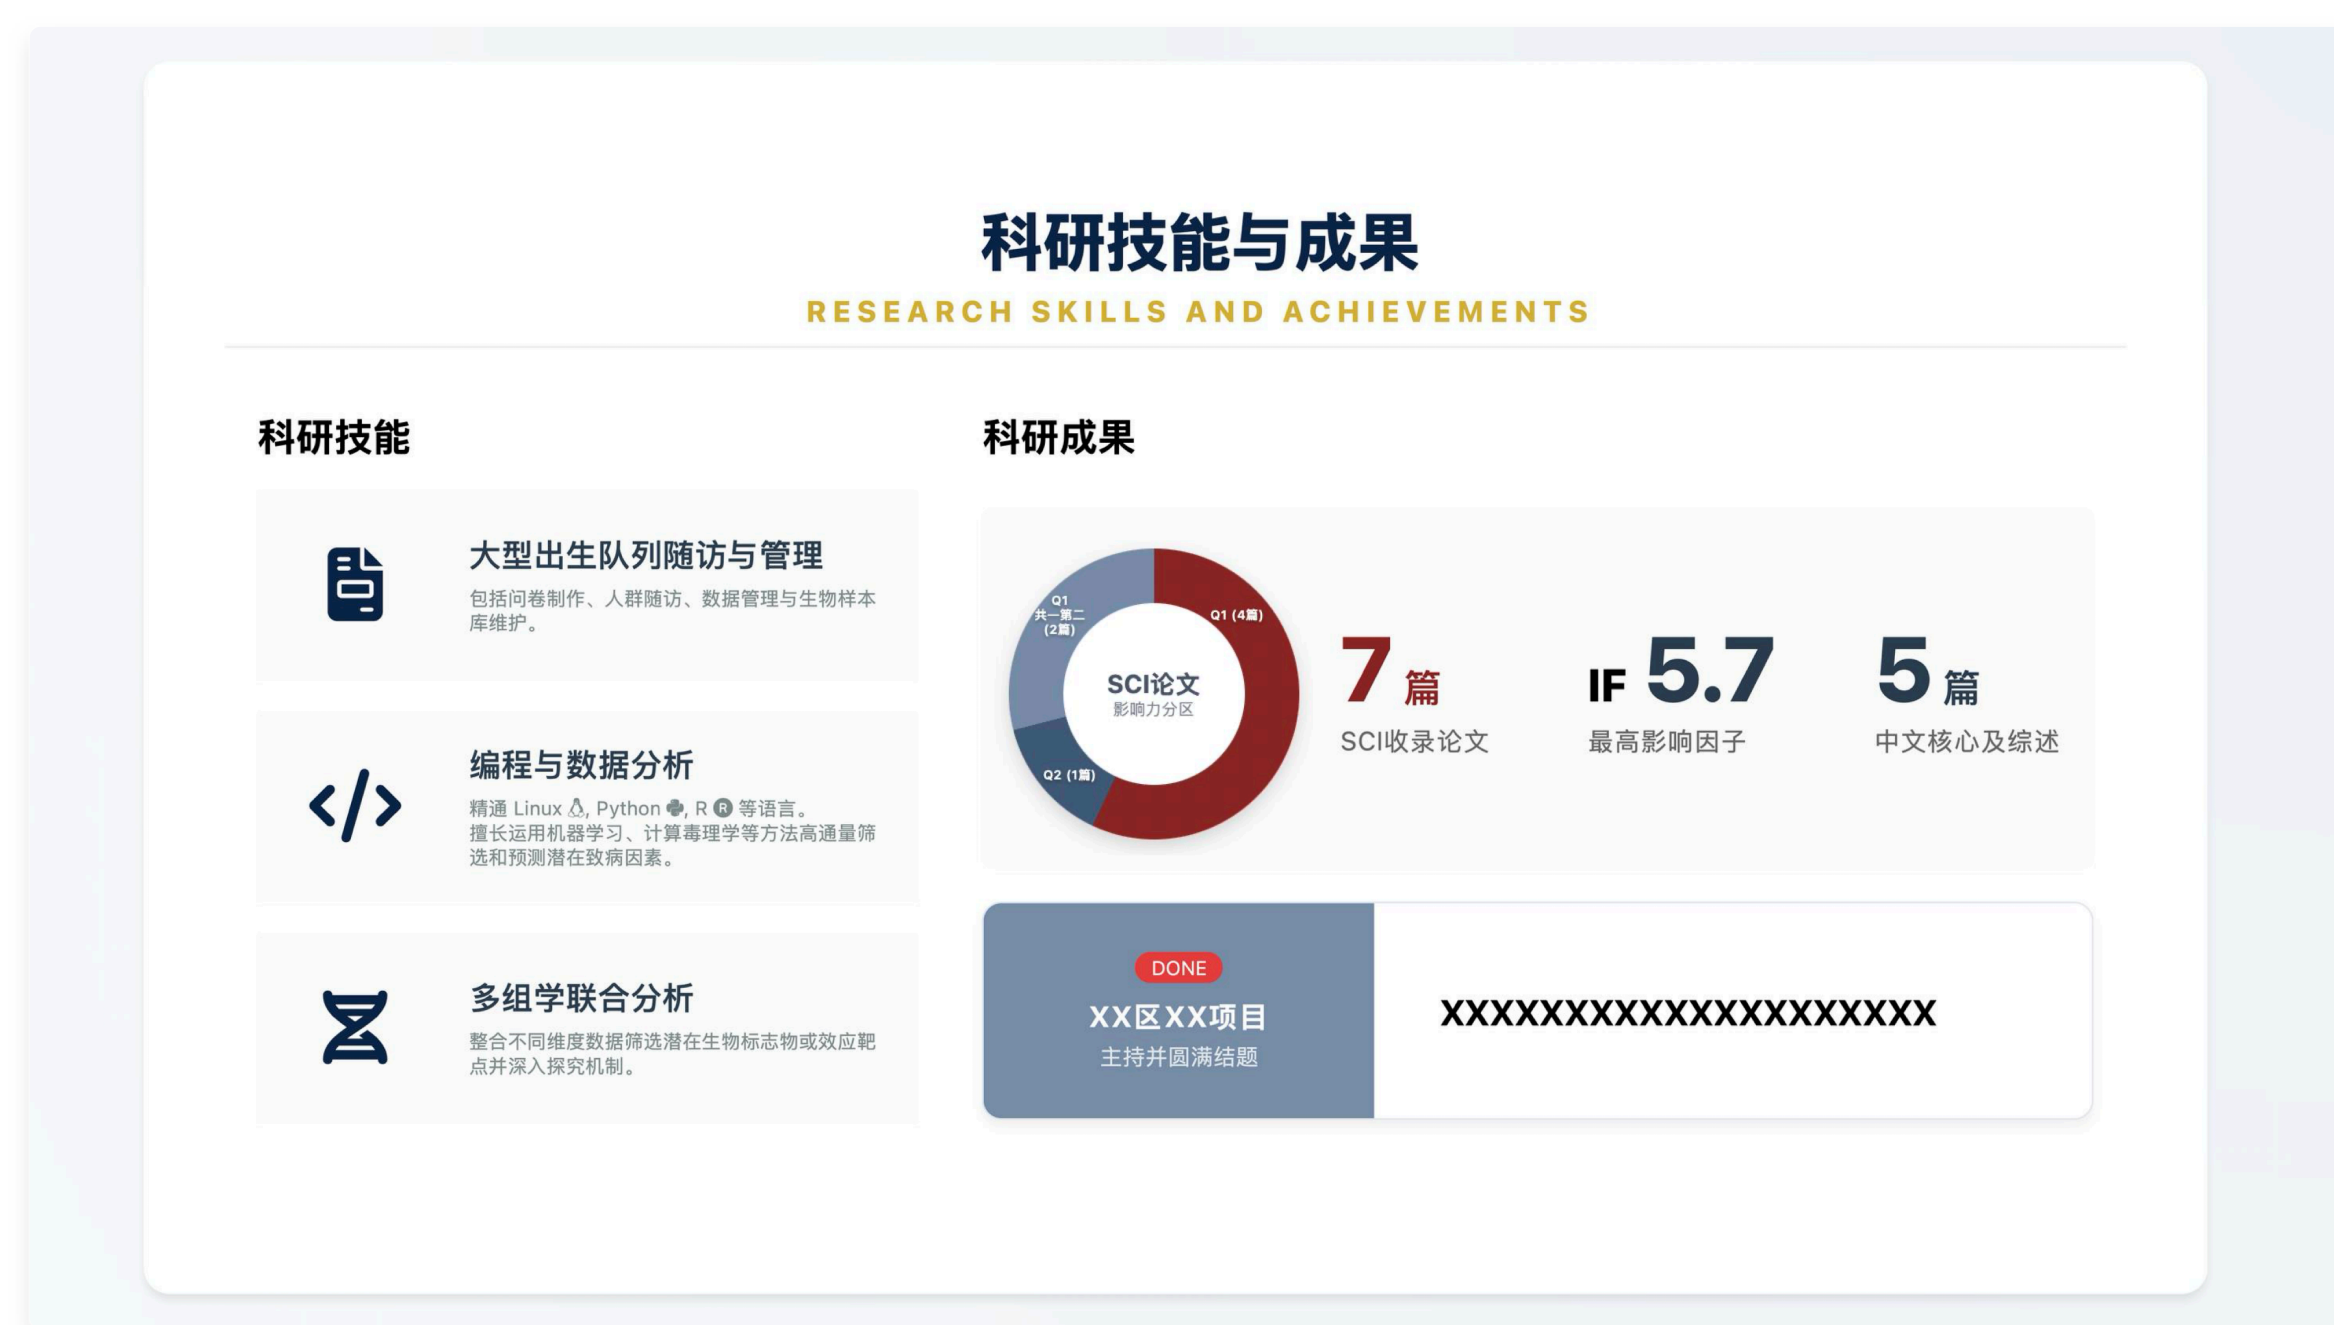 科研技能与成果
RESEARCH SKILLS AND ACHIEVEMENTS
科研技能
大型出生队列随访与管理
包括问卷制作、人群随访、数据管理与生物样本
库维护。
编程与数据分析
精通 Linux , Python , R R 等语言。
擅长运用机器学习、计算毒理学等方法高通量筛
选和预测潜在致病因素。
多组学联合分析
整合不同维度数据筛选潜在生物标志物或效应靶
点并深入探究机制。
科研成果
Q1
共一第二
(2篇)
Q1 (4篇)
Q2 (1篇)
SCI论文
影响力分区
7 篇
SCI收录论文
IF 5.7
最高影响因子
5 篇
中文核心及综述
DONE
XX区XX项目
主持并圆满结题
XXXXXXXXXXXXXXXXXXXX